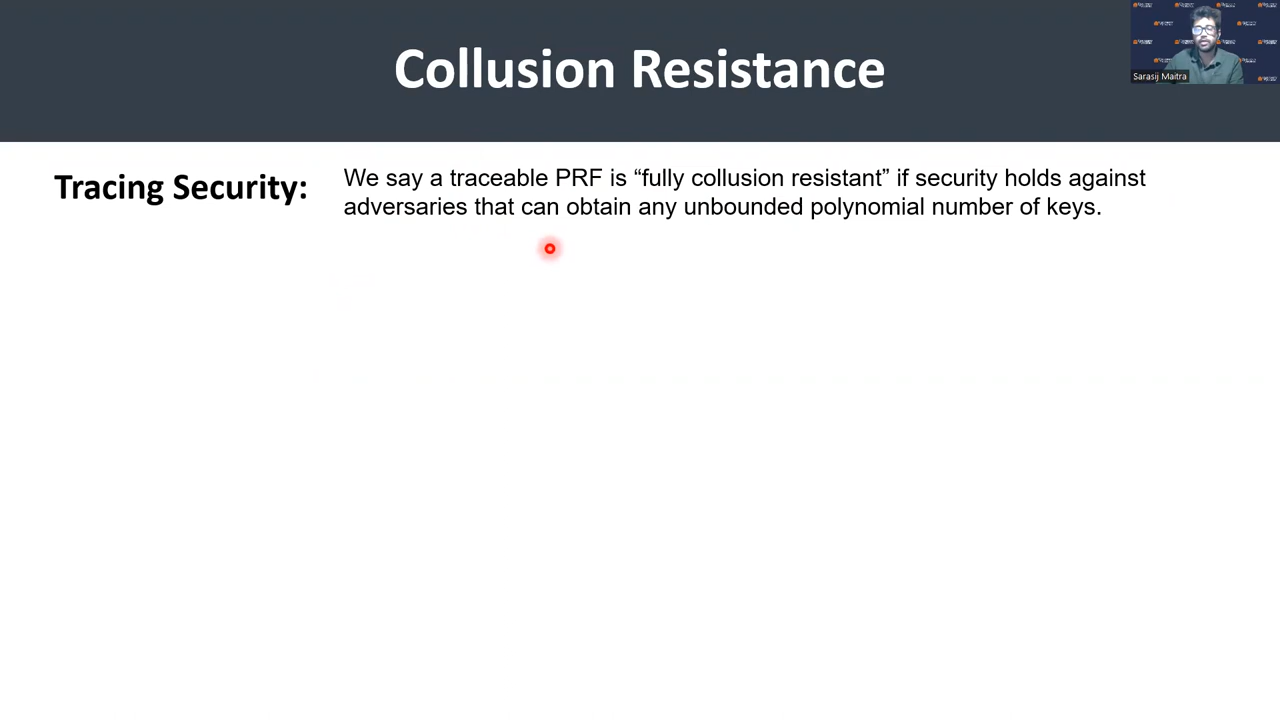 Collusion Resistance
Sarasij Maitra
Tracing Security:
We say a traceable PRF is “fully collusion resistant” if security holds against
adversaries that can obtain any unbounded polynomial number of keys.